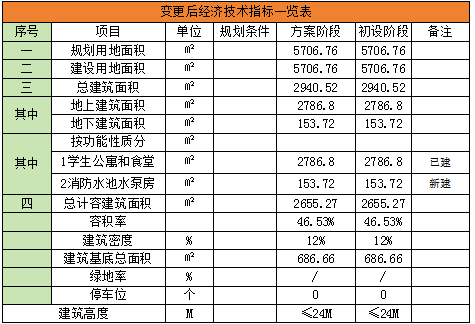 变更后经济技术指标一览表
序号 项目 单位 规划条件 方案阶段 初设阶段 备注
一 规划用地面积 m² 5706.76 5706.76
二 建设用地面积 m² 5706.76 5706.76
三 总建筑面积 m² 2940.52 2940.52
其中 地上建筑面积 m² 2786.8 2786.8
地下建筑面积 m² 153.72 153.72
其中 按功能性质分 m²
1学生公寓和食堂 m² 2786.8 2786.8 已建
2消防水池水泵房 m² 153.72 153.72 新建
四 总计容建筑面积 m² 2655.27 2655.27
容积率 46.53% 46.53%
建筑密度 % 12% 12%
建筑基底总面积 m² 686.66 686.66
绿地率 % / /
停车位 个 0 0
建筑高度 M ≤24M ≤24M